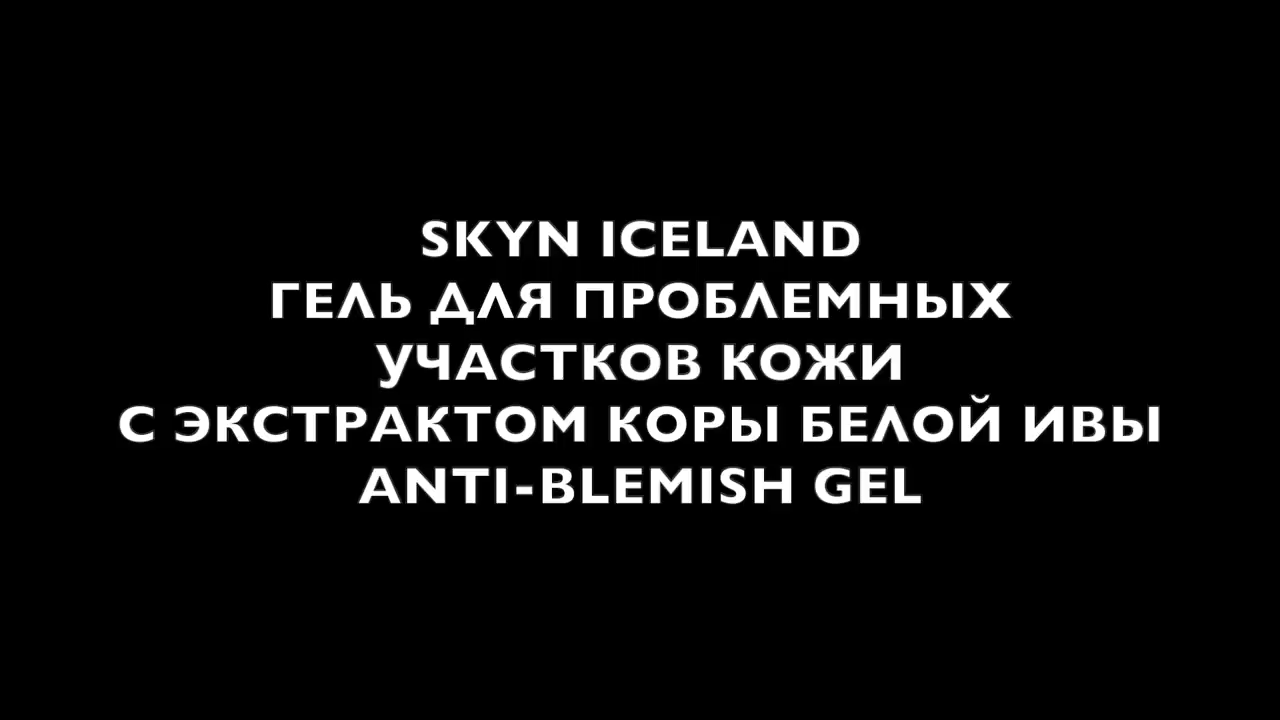 SKYN ICELAND
ГЕЛЬ ДЛЯ ПРОБЛЕМНЫХ
УЧАСТКОВ КОЖИ
С ЭКСТРАКТОМ КОРЫ БЕЛОЙ ИВЫ
ANTI-BLEMISH GEL